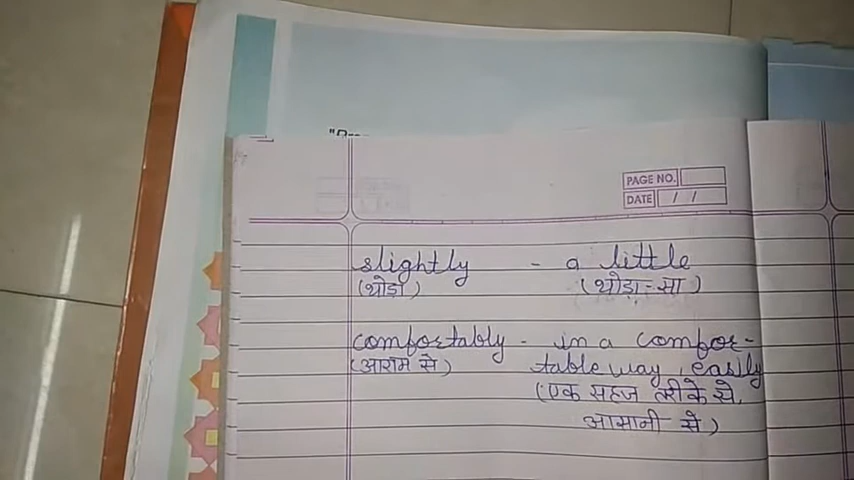 PAGE NO.
DATE / /
slightly - a little
(थोड़ा) (थोड़ा-सा)
comfortably - in a comfor-
(आराम से) table way, easily
(एक सहज तरीके से,
आसानी से)